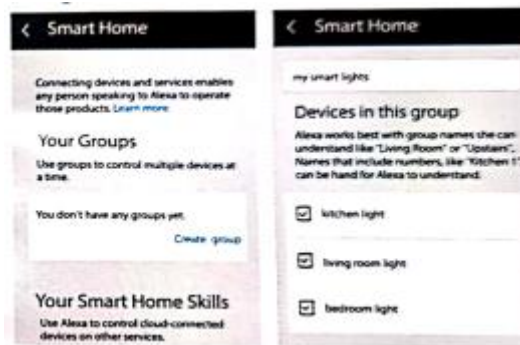 Smart Home
Connecting devices and services enables
any person speaking to Alexa to operate
those products. Learn more
Your Groups
Use groups to control multiple devices at
a time.
You don't have any groups yet.
Create group
Your Smart Home Skills
Use Alexa to control cloud-connected
devices on other services.
Smart Home
my smart lights
Devices in this group
Alexa works best with group names she can
understand like "Living Room" or "Upstairs".
Names that include numbers, like "Kitchen 1"
can be hand for Alexa to understand.
kitchen light
living room light
bedroom light